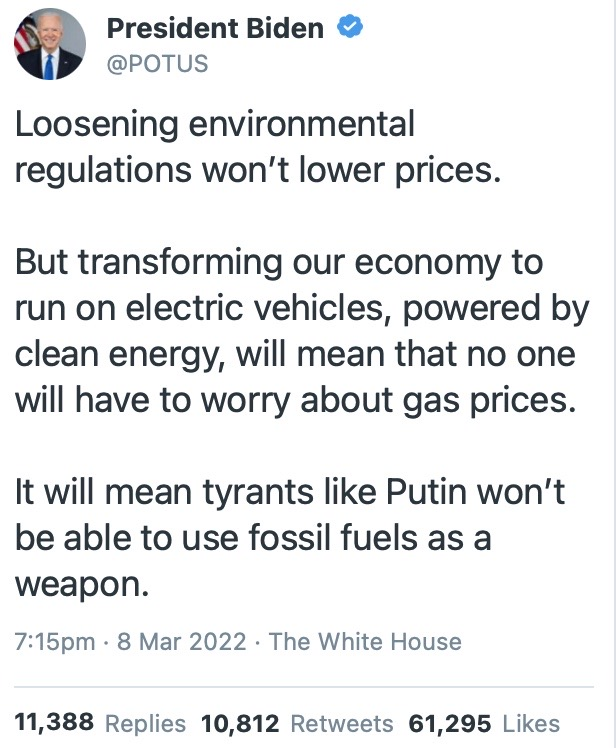 President Biden
@POTUS
Loosening environmental
regulations won't lower prices.
But transforming our economy to
run on electric vehicles, powered by
clean energy, will mean that no one
will have to worry about gas prices.
It will mean tyrants like Putin won't
be able to use fossil fuels as a
weapon.
7:15pm · 8 Mar 2022 · The White House
11,388 Replies 10,812 Retweets 61,295 Likes